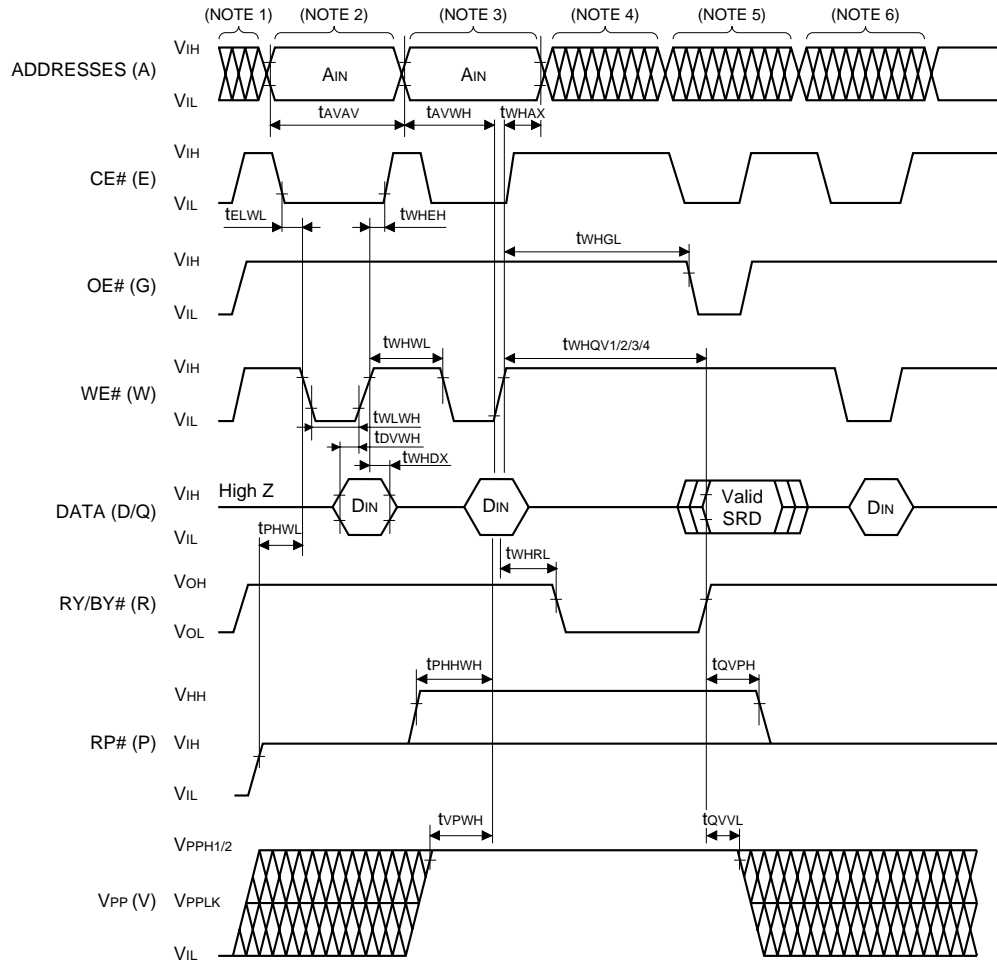 (NOTE 1) (NOTE 2) (NOTE 3) (NOTE 4) (NOTE 5) (NOTE 6)
VIH
ADDRESSES (A) AIN AIN
VIL
tAVAV tAVWH tWHAX
VIH
CE# (E)
VIL
tELWL tWHEH
tWHGL
VIH
OE# (G)
VIL
tWHWL tWHQV1/2/3/4
VIH
WE# (W)
VIL
tWLWH
tDVWH
tWHDX
VIH High Z
DATA (D/Q) DIN DIN Valid SRD DIN
VIL
tPHWL
tWHRL
VOH
RY/BY# (R)
VOL
tPHHWH tQVPH
VHH
RP# (P) VIH
VIL
tVPWH tQVVL
VPPH1/2
VPP (V) VPPLK
VIL